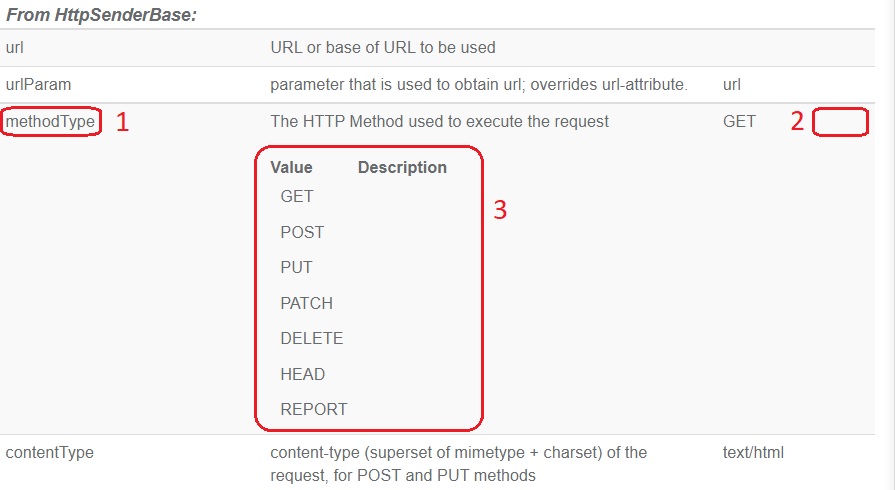 From HttpSenderBase:
url URL or base of URL to be used
urlParam parameter that is used to obtain url; overrides url-attribute. url
methodType 1 The HTTP Method used to execute the request GET 2
Value Description
GET
3
POST
PUT
PATCH
DELETE
HEAD
REPORT
contentType content-type (superset of mimetype + charset) of the text/html
request, for POST and PUT methods